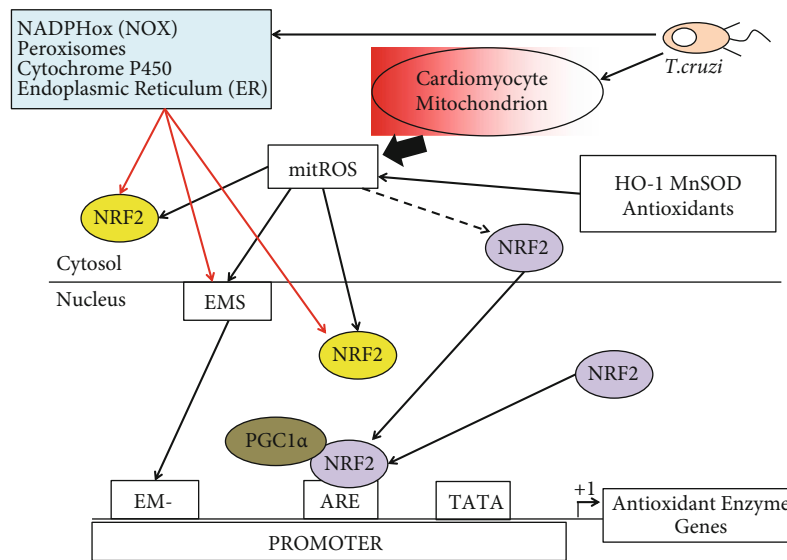 NADPHox (NOX)
Peroxisomes
Cytochrome P450
Endoplasmic Reticulum (ER)
T.cruzi
Cardiomyocyte
Mitochondrion
mitROS
HO-1 MnSOD
Antioxidants
NRF2
NRF2
Cytosol
Nucleus
EMS
NRF2
NRF2
PGC1α
NRF2
EM-
ARE
TATA
+1
Antioxidant Enzyme
Genes
PROMOTER